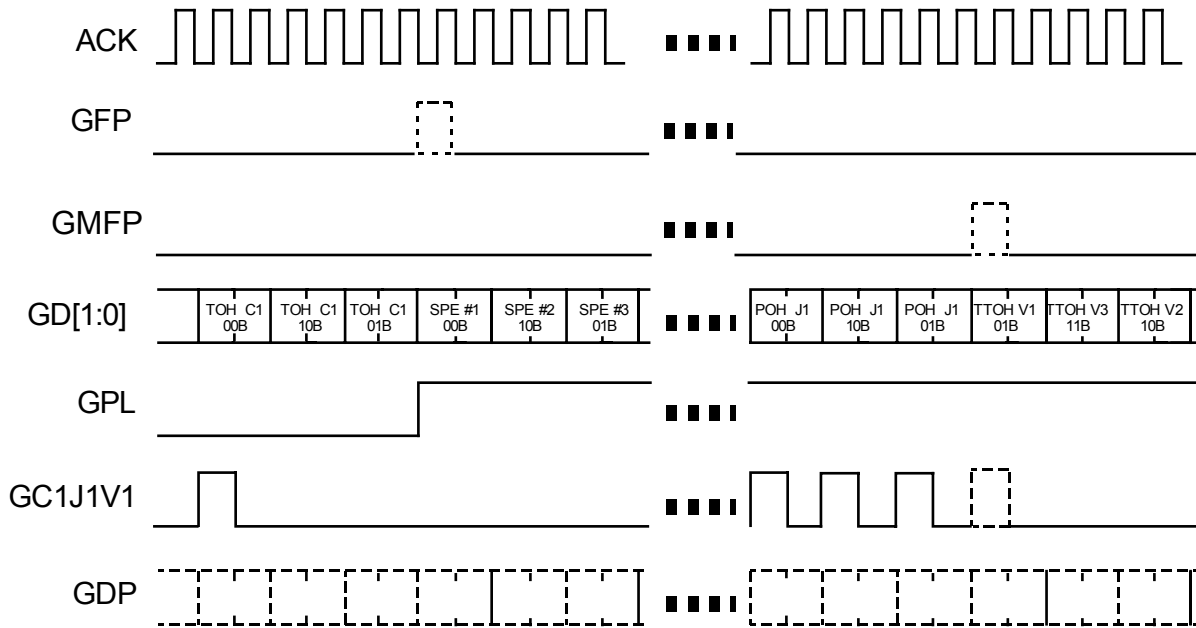 ACK
GFP
GMFP
GD[1:0]
TOH C1
00B
TOH C1
10B
TOH C1
01B
SPE #1
00B
SPE #2
10B
SPE #3
01B
POH J1
00B
POH J1
10B
POH J1
01B
TTOH V1
01B
TTOH V3
11B
TTOH V2
10B
GPL
GC1J1V1
GDP